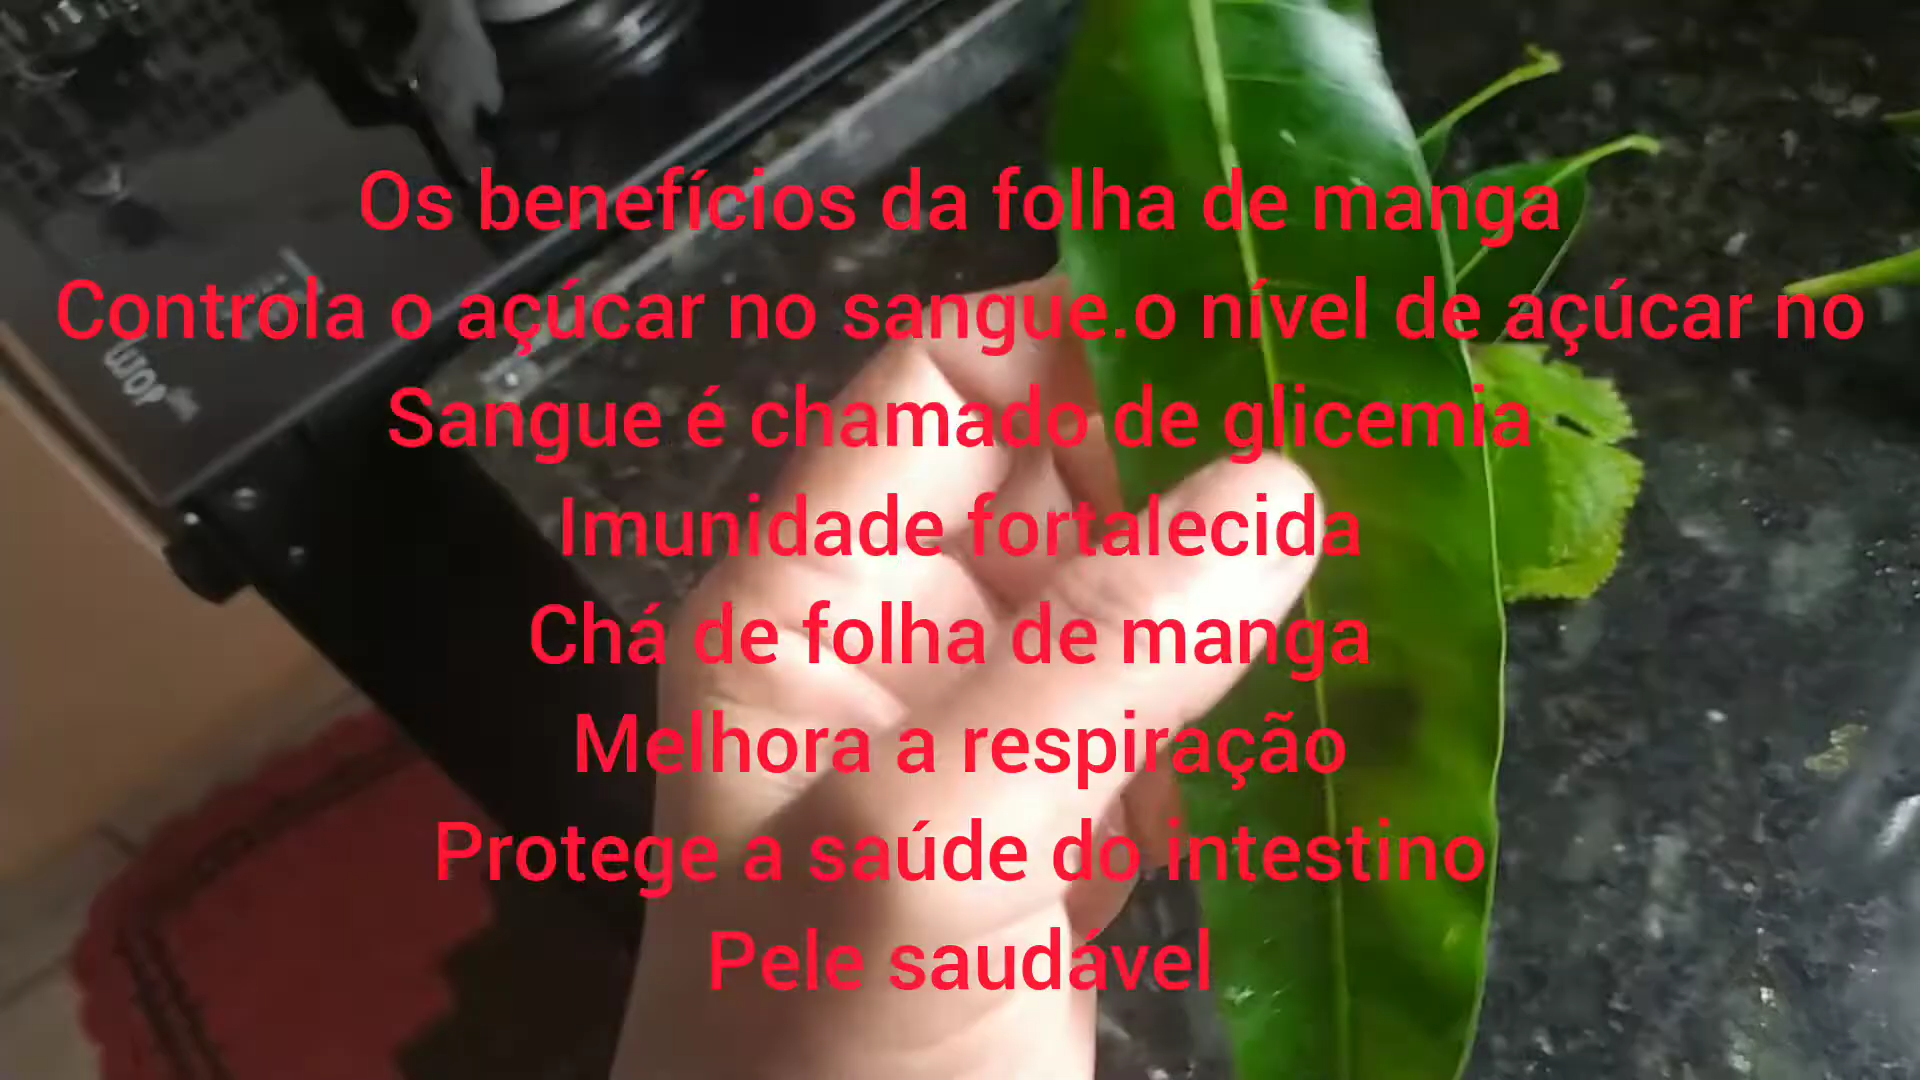 Os benefícios da folha de manga
Controla o açúcar no sangue.o nível de açúcar no
Sangue é chamado de glicemia
Imunidade fortalecida
Chá de folha de manga
Melhora a respiração
Protege a saúde do intestino
Pele saudável